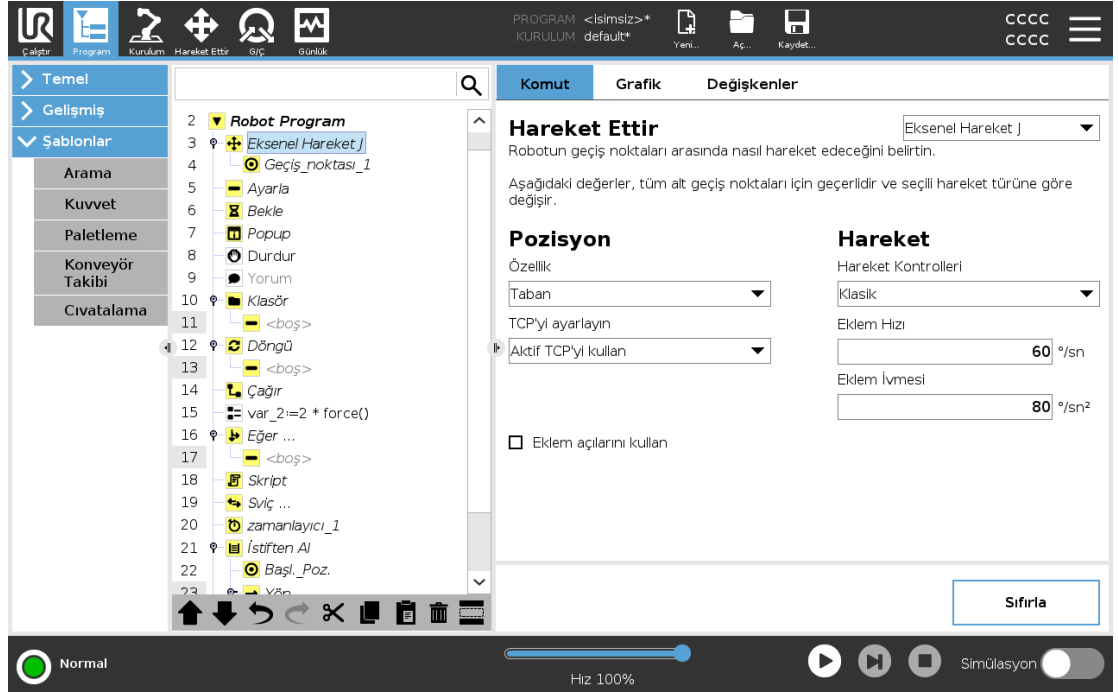 PROGRAM <isimsiz>*
KURULUM default*
Çalıştır
Program
Kurulum
Hareket Ettir
G/Ç
Günlük
Yeni...
Aç...
Kaydet...
CCCC
CCCC
Temel
Gelişmiş
Şablonlar
Arama
Kuvvet
Paletleme
Konveyör
Takibi
Cıvatalama
2 Robot Program
3 Eksenel Hareket J
4 Geçiş_noktası_1
5 Ayarla
6 Bekle
7 Popup
8 Durdur
9 Yorum
10 Klasör
11 <boş>
12 Döngü
13 <boş>
14 Çağır
15 var_2:=2 * force()
16 Eğer ...
17 <boş>
18 Skript
19 Sviç ...
20 zamanlayıcı_1
21 İstiften Al
22 Başl._Poz.
23 Yön
Komut
Grafik
Değişkenler
Hareket Ettir
Eksenel Hareket J
Robotun geçiş noktaları arasında nasıl hareket edeceğini belirtin.
Aşağıdaki değerler, tüm alt geçiş noktaları için geçerlidir ve seçili hareket türüne göre
değişir.
Pozisyon
Özellik
Taban
TCP'yi ayarlayın
Aktif TCP'yi kullan
Eklem açılarını kullan
Hareket
Hareket Kontrolleri
Klasik
Eklem Hızı
60 °/sn
Eklem İvmesi
80 °/sn²
Sıfırla
Normal
Hız 100%
Simülasyon